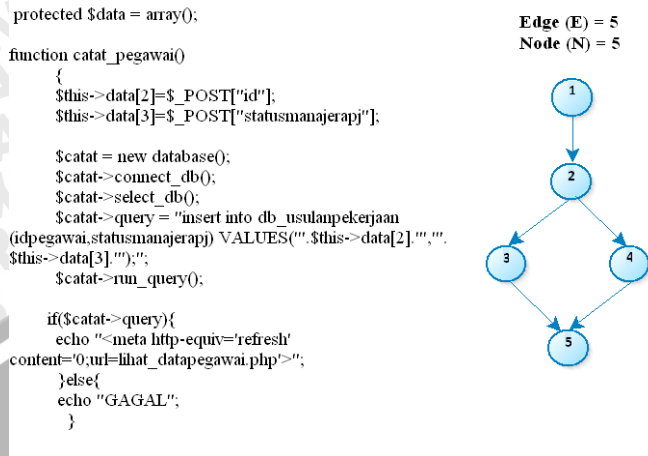 protected $data = array();
function catat_pegawai()
{
$this->data[2]=$_POST["id"];
$this->data[3]=$_POST["statusmanajerapj"];
$catat = new database();
$catat->connect_db();
$catat->select_db();
$catat->query = "insert into db_usulanpekerjaan
(idpegawai,statusmanajerapj) VALUES('".$this->data[2]."','".
$this->data[3]."');";
$catat->run_query();
if($catat->query){
echo "<meta http-equiv='refresh'
content='0;url=lihat_datapegawai.php'>";
}else{
echo "GAGAL";
}
Edge (E) = 5
Node (N) = 5
1
2
3
4
5